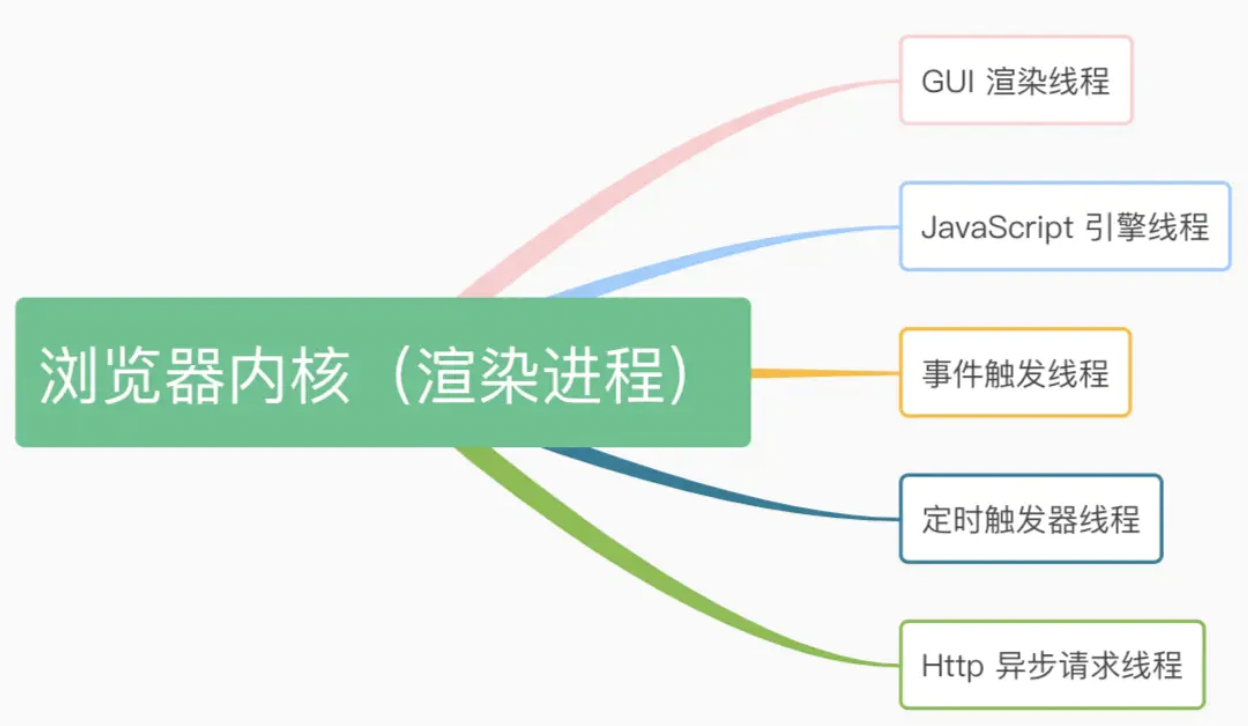 GUI 渲染线程
JavaScript 引擎线程
浏览器内核（渲染进程）
事件触发线程
定时触发器线程
Http 异步请求线程